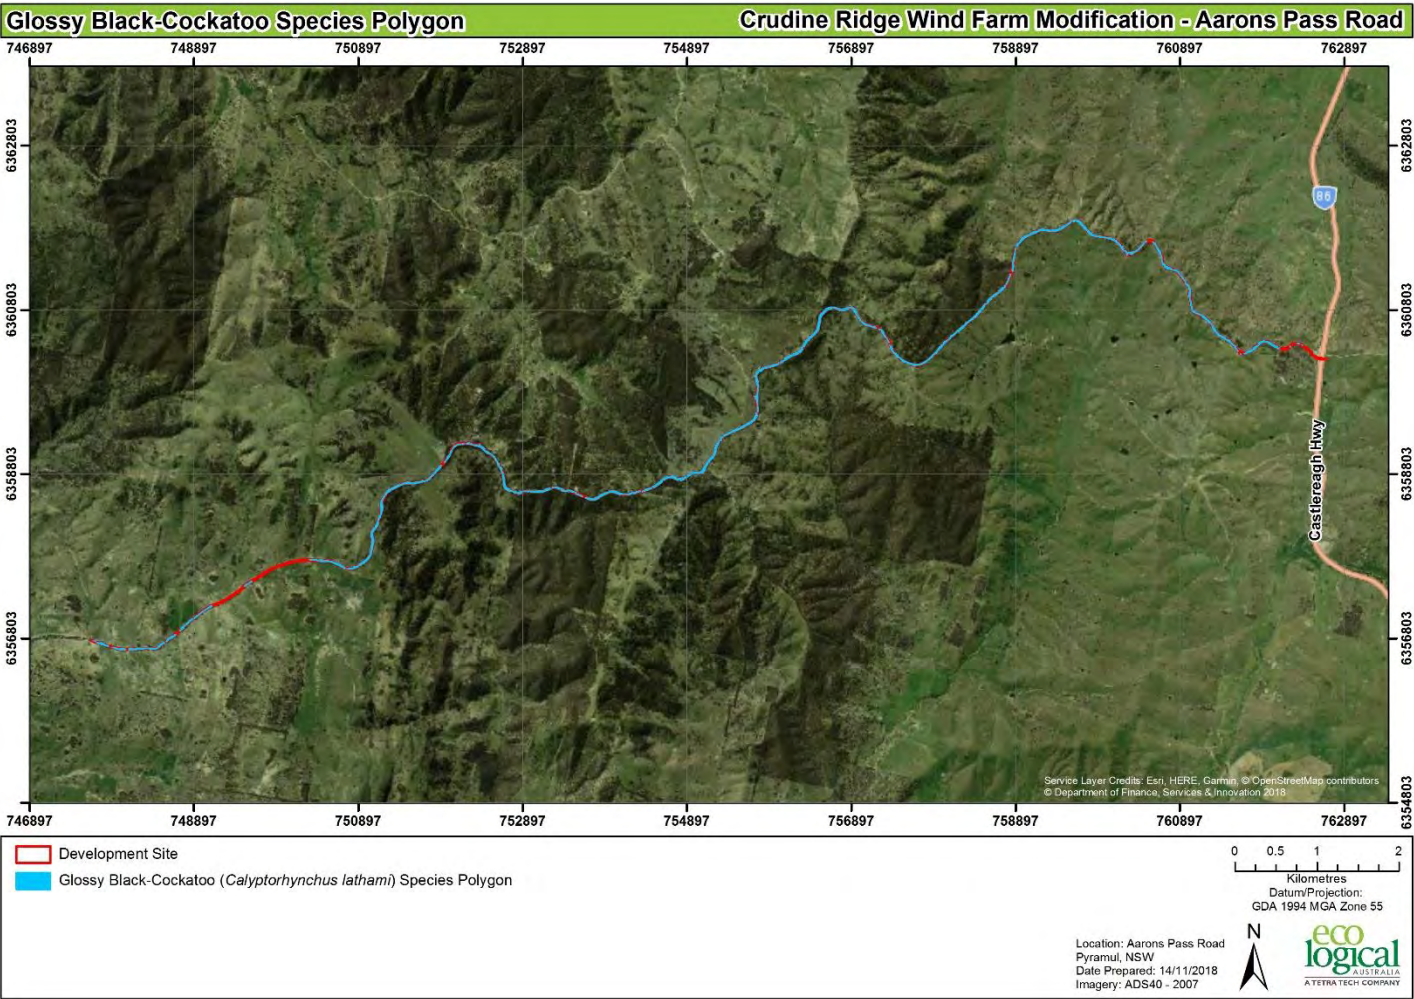 Glossy Black-Cockatoo Species Polygon
Crudine Ridge Wind Farm Modification - Aarons Pass Road
746897 748897 750897 752897 754897 756897 758897 760897 762897
6362803 6362803
86
6360803 6360803
Castlereagh Hwy
6358803 6358803
6356803 6356803
Service Layer Credits: Esri, HERE, Garmin, © OpenStreetMap contributors
© Department of Finance, Services & Innovation 2018
6354803
746897 748897 750897 752897 754897 756897 758897 760897 762897
Development Site
Glossy Black-Cockatoo (Calyptorhynchus lathami) Species Polygon
0 0.5 1 2
Kilometres
Datum/Projection:
GDA 1994 MGA Zone 55
Location: Aarons Pass Road
Pyramul, NSW
Date Prepared: 14/11/2018
Imagery: ADS40 - 2007
N
eco
logical
AUSTRALIA
A TETRA TECH COMPANY